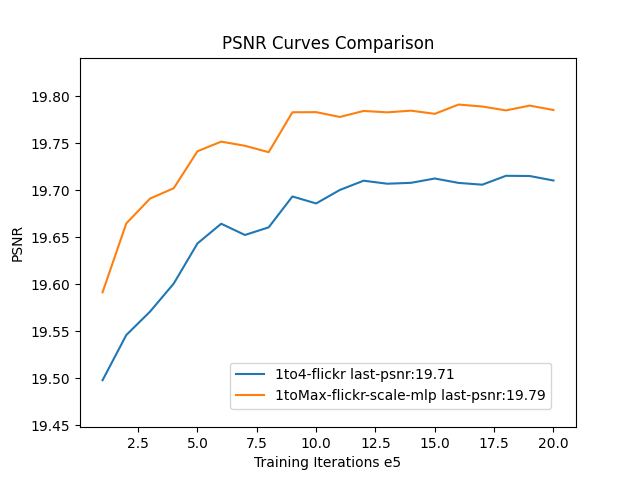 PSNR Curves Comparison
PSNR
19.80
19.75
19.70
19.65
19.60
19.55
19.50
19.45
1to4-flickr last-psnr:19.71
1toMax-flickr-scale-mlp last-psnr:19.79
2.5 5.0 7.5 10.0 12.5 15.0 17.5 20.0
Training Iterations e5